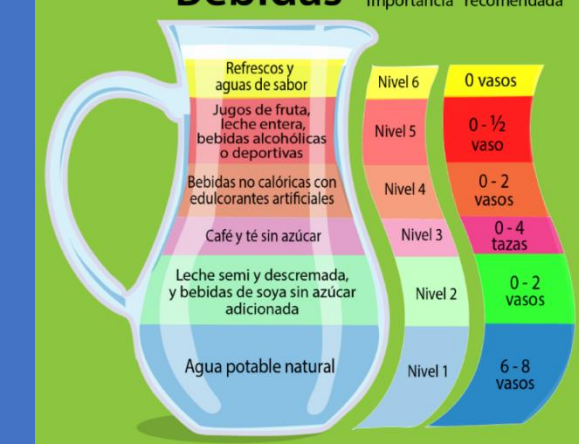 Bebidas
Importancia recomendada
Refrescos y
aguas de sabor
Nivel 6
0 vasos
Jugos de fruta,
leche entera,
bebidas alcohólicas
o deportivas
Nivel 5
0 - ½
vaso
Bebidas no calóricas con
edulcorantes artificiales
Nivel 4
0 - 2
vasos
Café y té sin azúcar
Nivel 3
0 - 4
tazas
Leche semi y descremada,
y bebidas de soya sin azúcar
adicionada
Nivel 2
0 - 2
vasos
Agua potable natural
Nivel 1
6 - 8
vasos